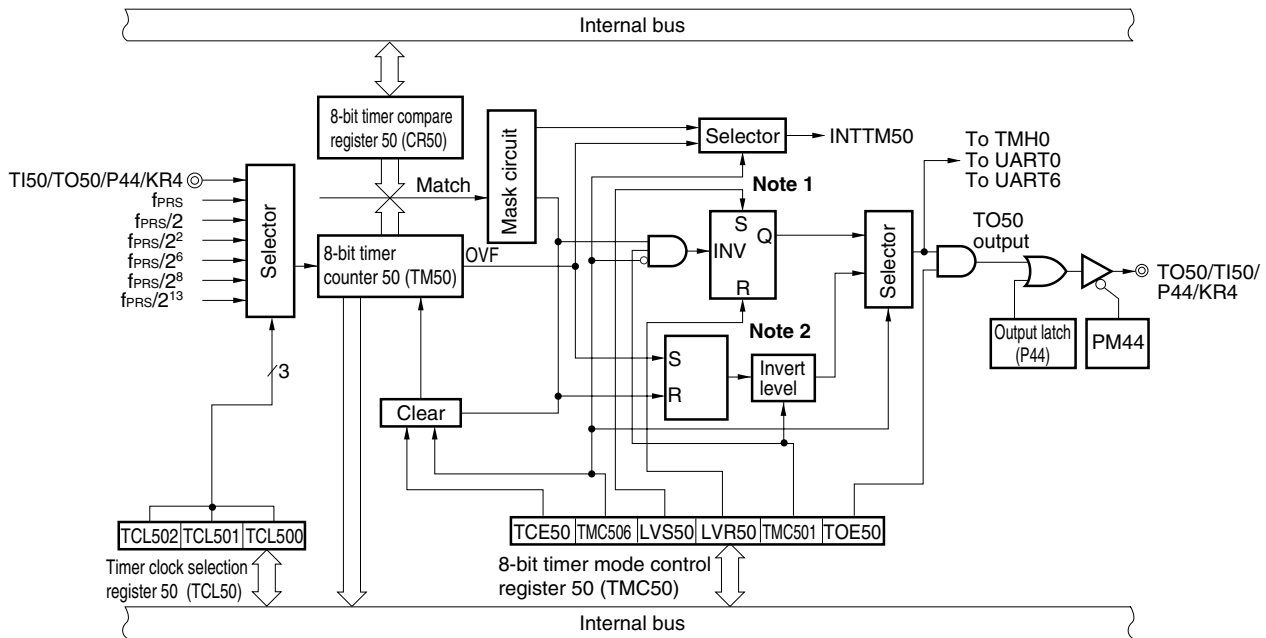 Internal bus
8-bit timer compare
register 50 (CR50)
Mask circuit
Selector
INTTM50
To TMH0
To UART0
To UART6
TI50/TO50/P44/KR4
fPRS
fPRS/2
fPRS/2²
fPRS/2⁶
fPRS/2⁸
fPRS/2¹³
Selector
Match
Note 1
S
Q
INV
R
8-bit timer
counter 50 (TM50)
OVF
Selector
TO50
output
TO50/TI50/
P44/KR4
Output latch
(P44)
PM44
Note 2
S
R
Invert
level
3
Clear
TCL502 TCL501 TCL500
Timer clock selection
register 50 (TCL50)
TCE50 TMC506 LVS50 LVR50 TMC501 TOE50
8-bit timer mode control
register 50 (TMC50)
Internal bus